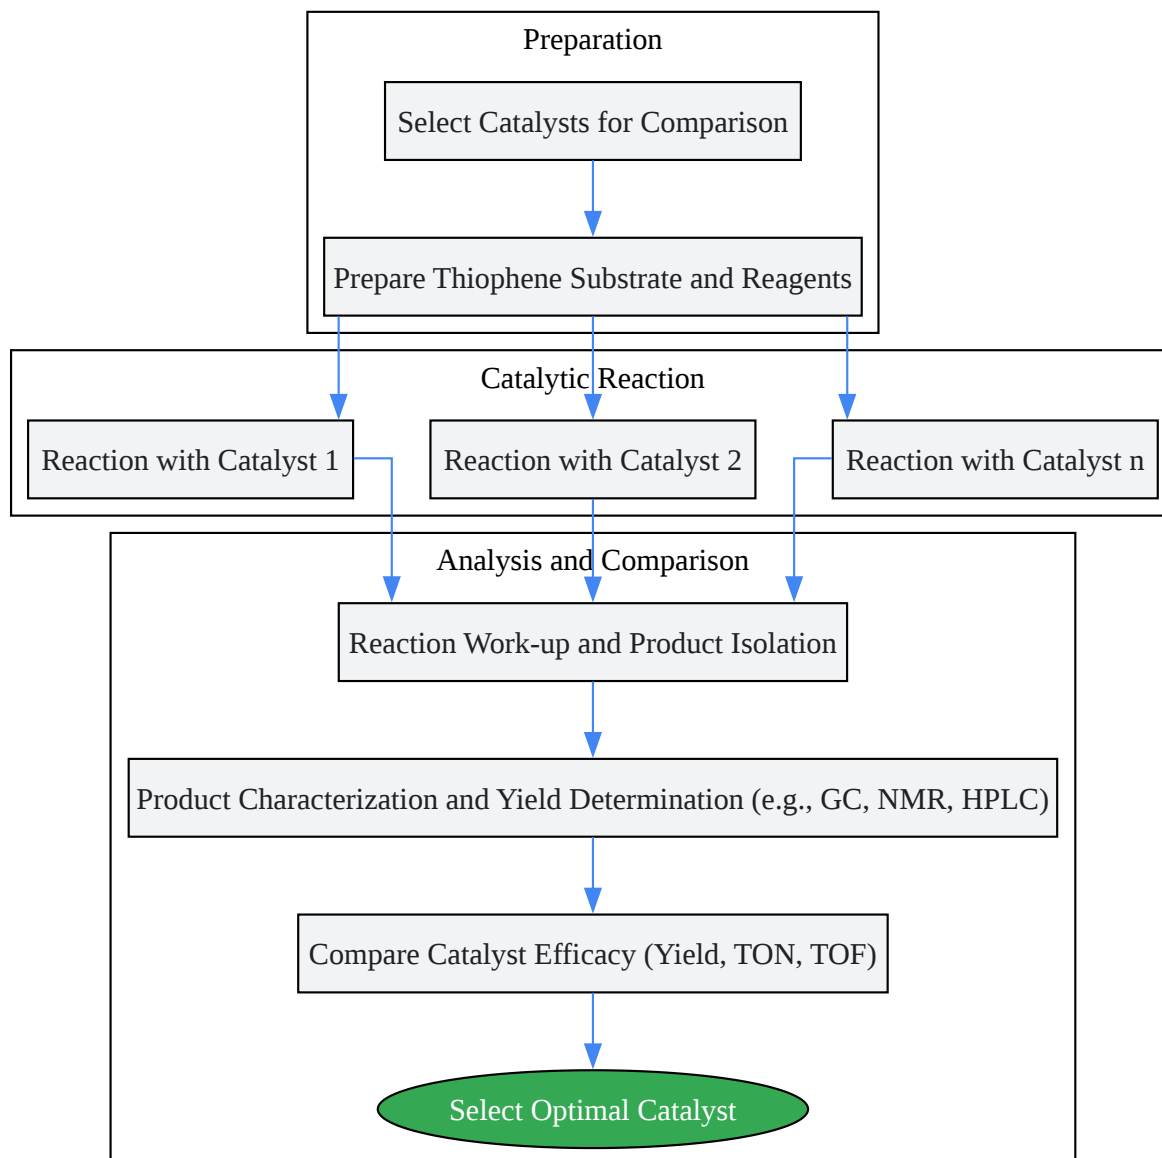 Preparation
Select Catalysts for Comparison
Prepare Thiophene Substrate and Reagents
Catalytic Reaction
Reaction with Catalyst 1
Reaction with Catalyst 2
Reaction with Catalyst n
Analysis and Comparison
Reaction Work-up and Product Isolation
Product Characterization and Yield Determination (e.g., GC, NMR, HPLC)
Compare Catalyst Efficacy (Yield, TON, TOF)
Select Optimal Catalyst